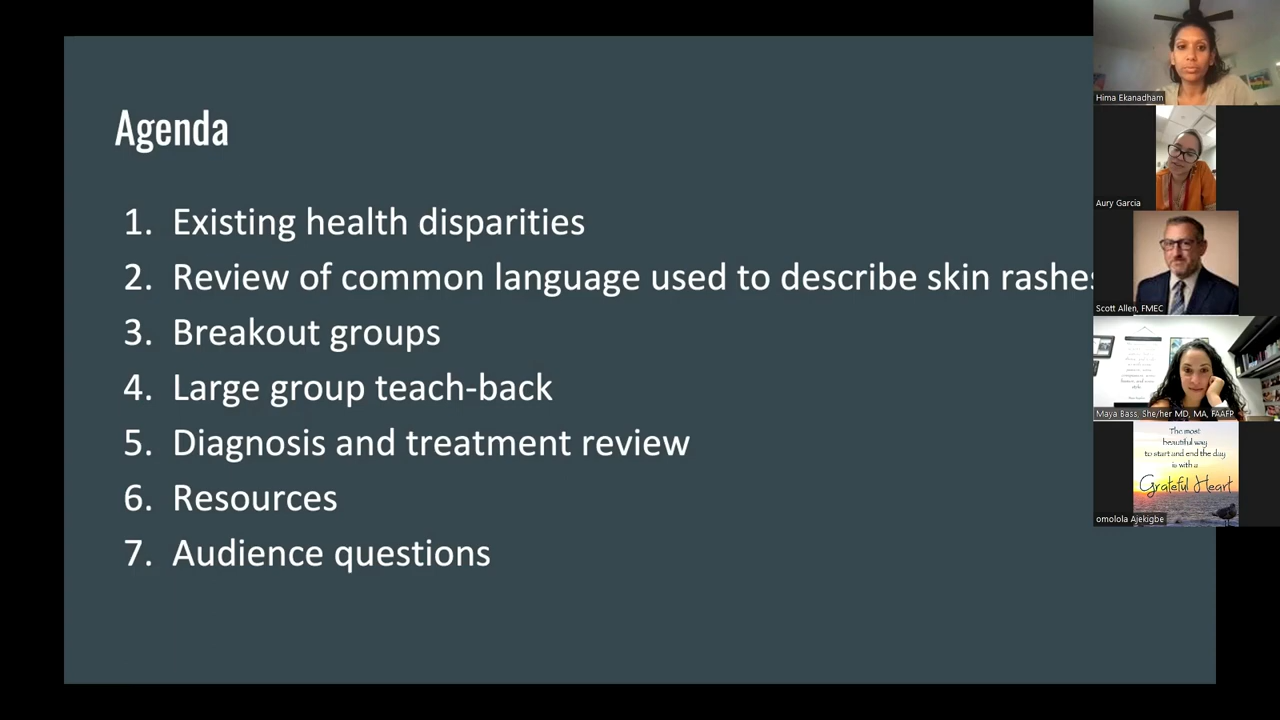 Agenda
1. Existing health disparities
2. Review of common language used to describe skin rashes
3. Breakout groups
4. Large group teach-back
5. Diagnosis and treatment review
6. Resources
7. Audience questions
Hima Ekanadham
Aury Garcia
Scott Allen, FMEC
Maya Bass, She/her MD, MA, FAAFP
The most
beautiful way
to start and end the day
is with a
Grateful Heart
omolola Ajekigbe